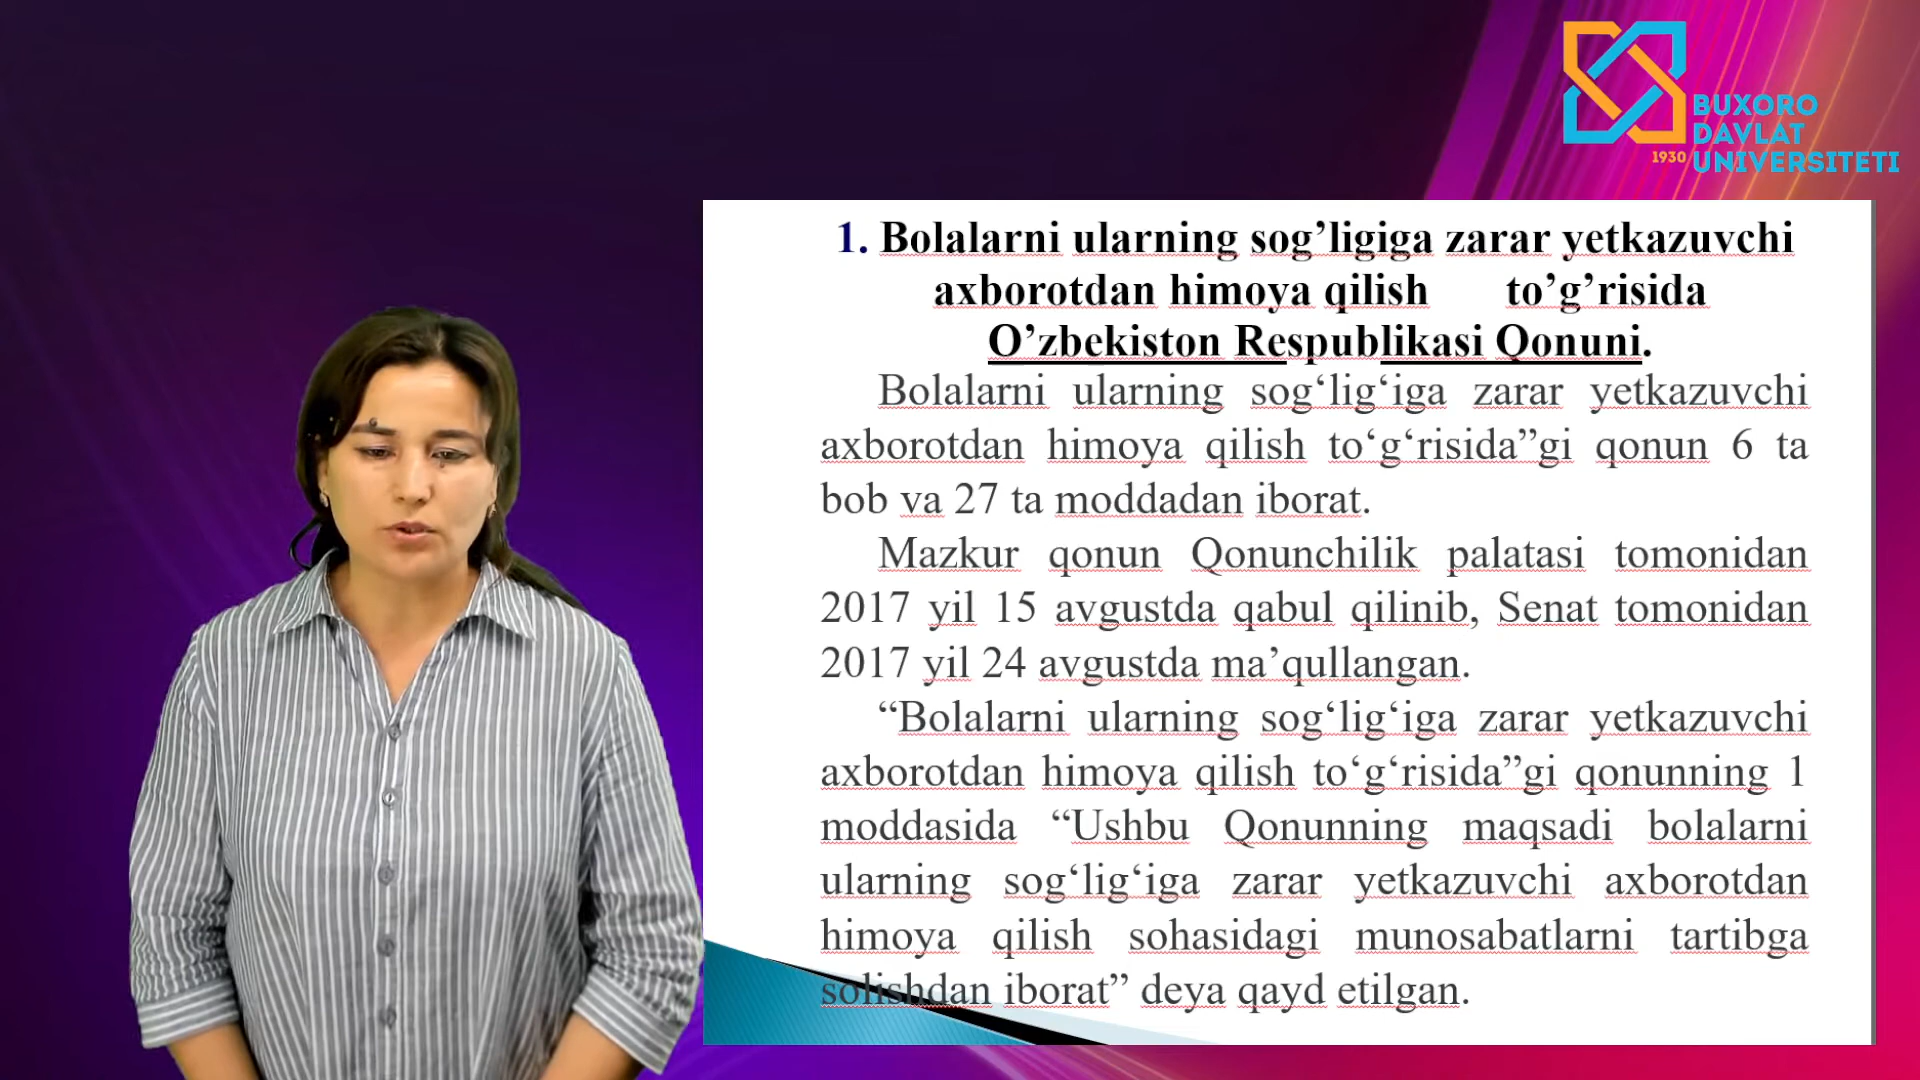 BUXORO
DAVLAT
1930 UNIVERSITETI
1. Bolalarni ularning sog’ligiga zarar yetkazuvchi
axborotdan himoya qilish to’g’risida
O’zbekiston Respublikasi Qonuni.
Bolalarni ularning sog‘lig‘iga zarar yetkazuvchi
axborotdan himoya qilish to‘g‘risida”gi qonun 6 ta
bob va 27 ta moddadan iborat.
Mazkur qonun Qonunchilik palatasi tomonidan
2017 yil 15 avgustda qabul qilinib, Senat tomonidan
2017 yil 24 avgustda ma’qullangan.
“Bolalarni ularning sog‘lig‘iga zarar yetkazuvchi
axborotdan himoya qilish to‘g‘risida”gi qonunning 1
moddasida “Ushbu Qonunning maqsadi bolalarni
ularning sog‘lig‘iga zarar yetkazuvchi axborotdan
himoya qilish sohasidagi munosabatlarni tartibga
solishdan iborat” deya qayd etilgan.